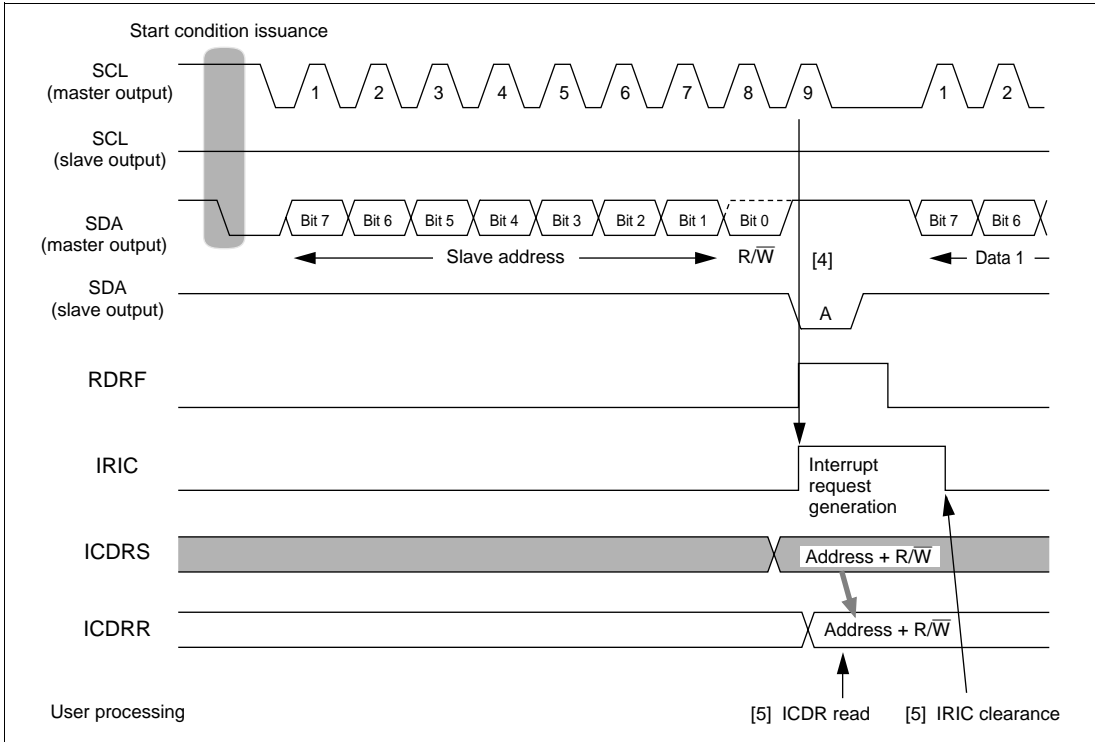 Start condition issuance
SCL
(master output)
1 2 3 4 5 6 7 8 9 1 2
SCL
(slave output)
SDA
(master output)
Bit 7 Bit 6 Bit 5 Bit 4 Bit 3 Bit 2 Bit 1 Bit 0 Bit 7 Bit 6
Slave address R/W̅ [4] Data 1
SDA
(slave output)
A
RDRF
IRIC
Interrupt
request
generation
ICDRS
Address + R/W̅
ICDRR
Address + R/W̅
User processing [5] ICDR read [5] IRIC clearance